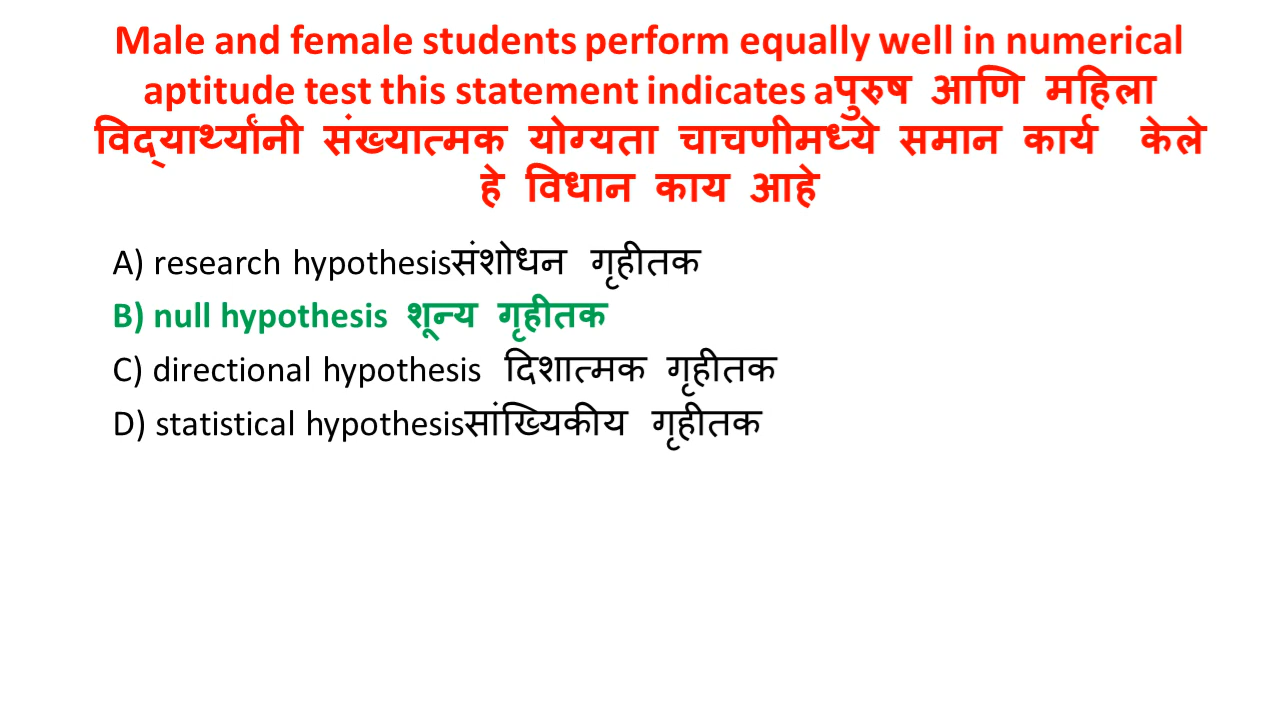 Male and female students perform equally well in numerical
aptitude test this statement indicates aपुरुष आणि महिला
विद्यार्थ्यांनी संख्यात्मक योग्यता चाचणीमध्ये समान कार्य केले
हे विधान काय आहे
A) research hypothesisसंशोधन गृहीतक
B) null hypothesis शून्य गृहीतक
C) directional hypothesis दिशात्मक गृहीतक
D) statistical hypothesisसांख्यिकीय गृहीतक